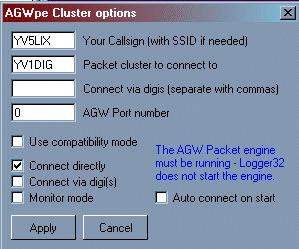 AGWpe Cluster options
YV5LIX Your Callsign (with SSID if needed)
YV1DIG Packet cluster to connect to
Connect via digis (separate with commas)
0 AGW Port number
Use compatibility mode
The AGW Packet engine
must be running - Logger32
does not start the engine.
Connect directly
Connect via digi(s)
Monitor mode
Auto connect on start
Apply
Cancel